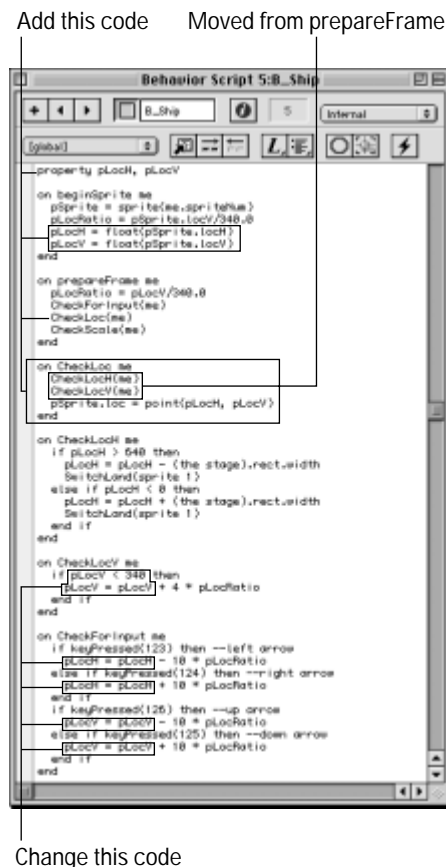 Add this code
Moved from prepareFrame
Behavior Script 5:B_Ship
B_Ship
5
Internal
[global]
property pLocH, pLocV
on beginSprite me
pSprite = sprite(me.spriteNum)
pLocRatio = pSprite.locV/340.0
pLocH = float(pSprite.locH)
pLocV = float(pSprite.locV)
end
on prepareFrame me
pLocRatio = pLocV/340.0
CheckForInput(me)
CheckLoc(me)
CheckScale(me)
end
on CheckLoc me
CheckLocH(me)
CheckLocV(me)
pSprite.loc = point(pLocH, pLocV)
end
on CheckLocH me
if pLocH > 640 then
pLocH = pLocH - (the stage).rect.width
SwitchLand(sprite 1)
else if pLocH < 0 then
pLocH = pLocH + (the stage).rect.width
SwitchLand(sprite 1)
end if
end
on CheckLocV me
if pLocV < 340 then
pLocV = pLocV + 4 * pLocRatio
end if
end
on CheckForInput me
if keyPressed(123) then --left arrow
pLocH = pLocH - 10 * pLocRatio
else if keyPressed(124) then --right arrow
pLocH = pLocH + 10 * pLocRatio
end if
if keyPressed(126) then --up arrow
pLocV = pLocV - 10 * pLocRatio
else if keyPressed(125) then --down arrow
pLocV = pLocV + 10 * pLocRatio
end if
end
Change this code